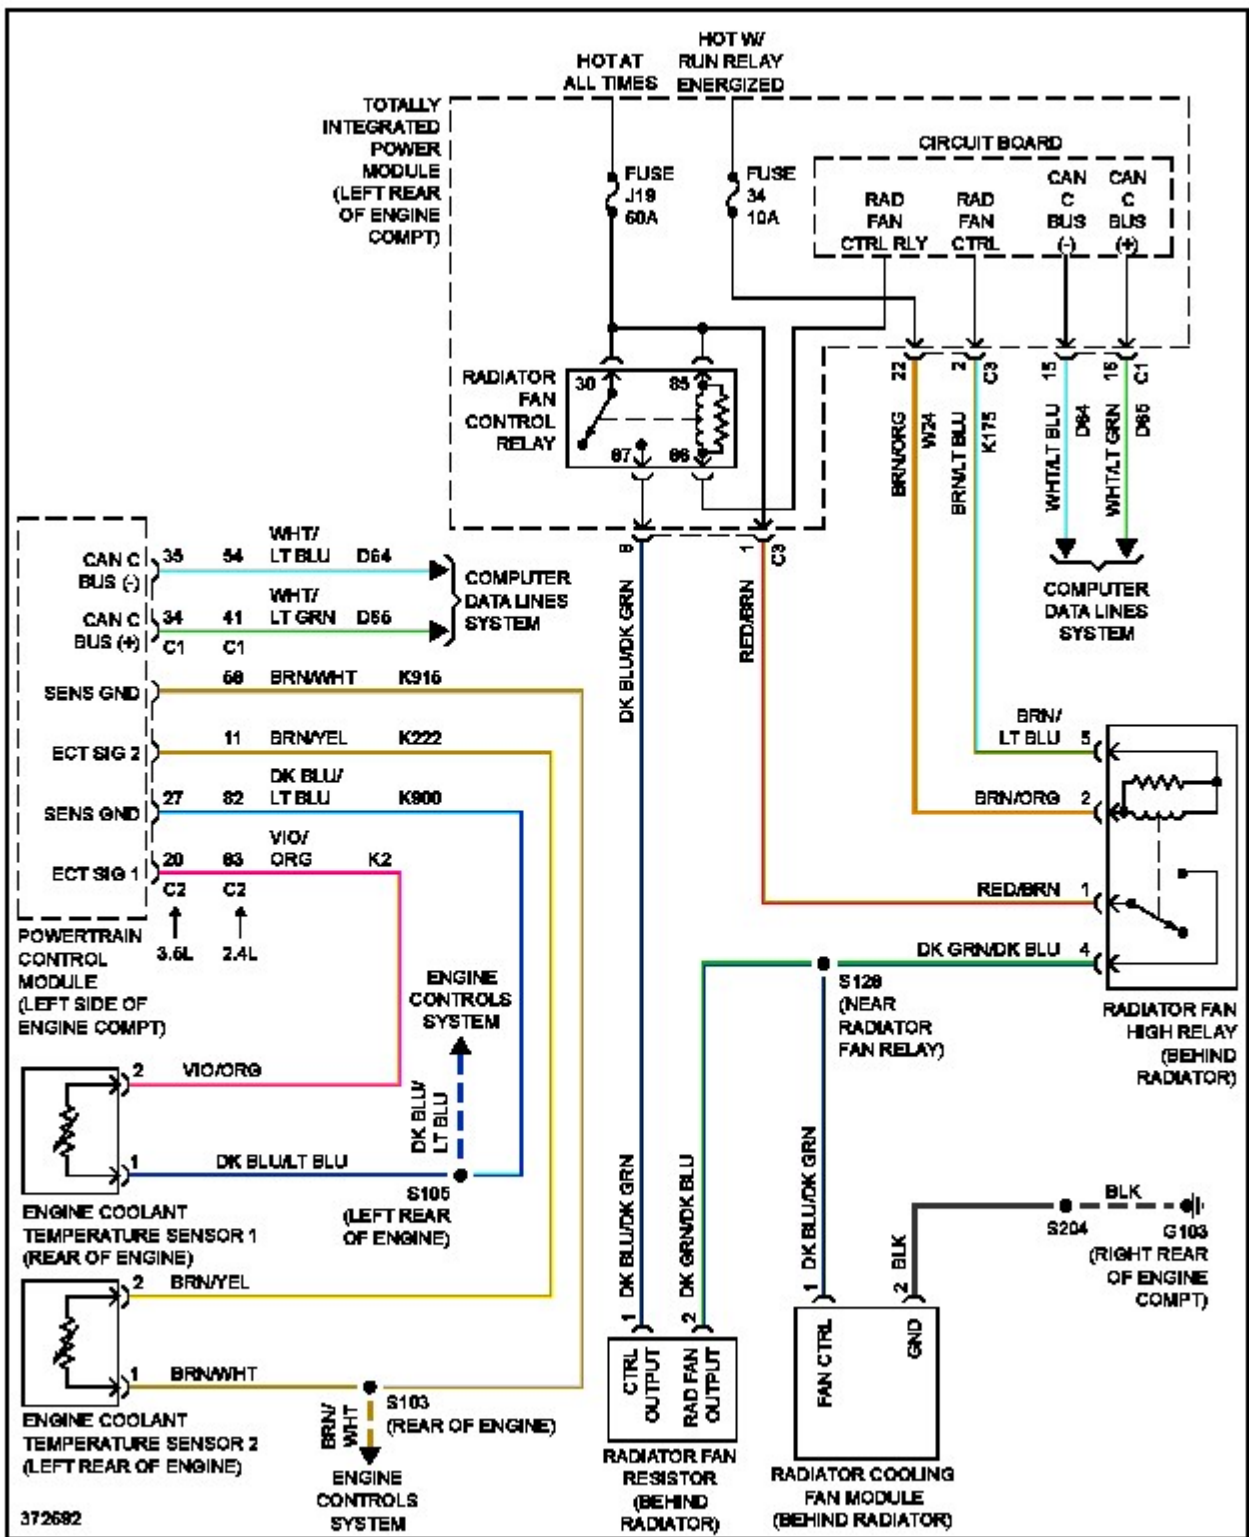 HOT AT
ALL TIMES
HOT W/
RUN RELAY
ENERGIZED
TOTALLY
INTEGRATED
POWER
MODULE
(LEFT REAR
OF ENGINE
COMPT)
FUSE
J19
60A
FUSE
34
10A
CIRCUIT BOARD
RAD
FAN
CTRL RLY
RAD
FAN
CTRL
CAN
C
BUS
(-)
CAN
C
BUS
(+)
RADIATOR
FAN
CONTROL
RELAY
30
85
87
86
22
2
C3
15
16
C1
BRN/ORG
W24
BRN/LT BLU
K175
WHT/LT BLU
D64
WHT/LT GRN
D65
COMPUTER
DATA LINES
SYSTEM
8
1
C3
DK BLU/DK GRN
RED/BRN
CAN C
BUS (-)
35
54
WHT/
LT BLU
D64
CAN C
BUS (+)
34
41
WHT/
LT GRN
D65
C1
C1
COMPUTER
DATA LINES
SYSTEM
SENS GND
58
BRN/WHT
K915
ECT SIG 2
11
BRN/YEL
K222
SENS GND
27
82
DK BLU/
LT BLU
K900
ECT SIG 1
20
83
VIO/
ORG
K2
C2
C2
3.6L
2.4L
POWERTRAIN
CONTROL
MODULE
(LEFT SIDE OF
ENGINE COMPT)
BRN/
LT BLU
5
BRN/ORG
2
RED/BRN
1
DK GRN/DK BLU
4
RADIATOR FAN
HIGH RELAY
(BEHIND
RADIATOR)
S128
(NEAR
RADIATOR
FAN RELAY)
ENGINE
CONTROLS
SYSTEM
DK BLU/
LT BLU
2
VIO/ORG
1
DK BLU/LT BLU
S105
(LEFT REAR
OF ENGINE)
ENGINE COOLANT
TEMPERATURE SENSOR 1
(REAR OF ENGINE)
2
BRN/YEL
1
BRN/WHT
S103
(REAR OF ENGINE)
BRN/
WHT
ENGINE
CONTROLS
SYSTEM
ENGINE COOLANT
TEMPERATURE SENSOR 2
(LEFT REAR OF ENGINE)
DK BLU/DK GRN
DK GRN/DK BLU
DK BLU/DK GRN
BLK
BLK
S204
G103
(RIGHT REAR
OF ENGINE
COMPT)
1
2
1
2
CTRL
OUTPUT
RAD FAN
OUTPUT
FAN CTRL
GND
RADIATOR FAN
RESISTOR
(BEHIND
RADIATOR)
RADIATOR COOLING
FAN MODULE
(BEHIND RADIATOR)
372692